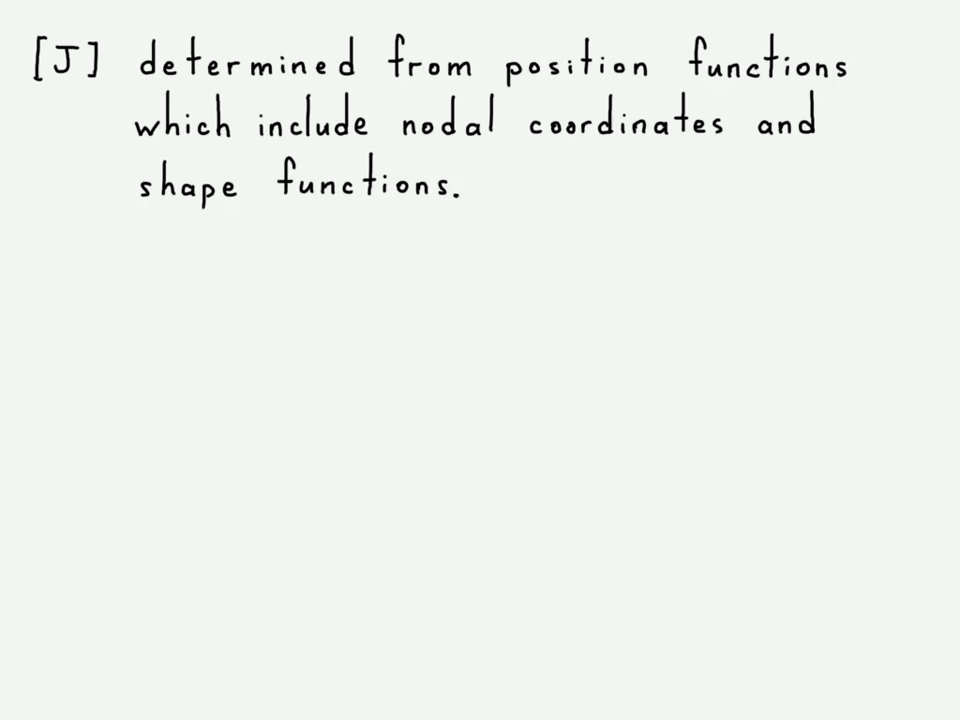 [J] determined from position functions
which include nodal coordinates and
shape functions.